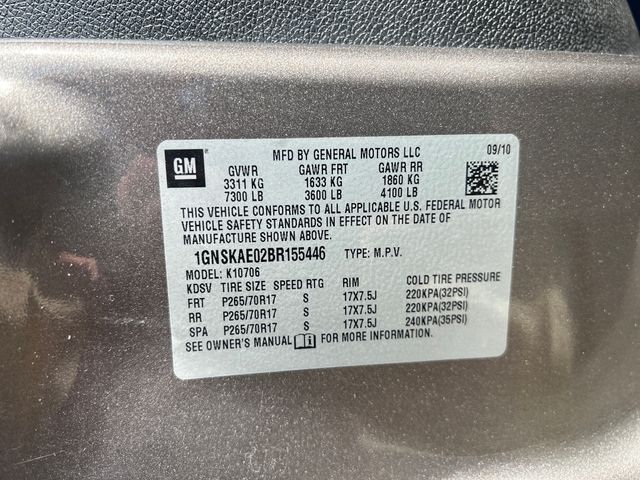 GM
MFD BY GENERAL MOTORS LLC 09/10
GVWR GAWR FRT GAWR RR
3311 KG 1633 KG 1860 KG
7300 LB 3600 LB 4100 LB
THIS VEHICLE CONFORMS TO ALL APPLICABLE U.S. FEDERAL MOTOR
VEHICLE SAFETY STANDARDS IN EFFECT ON THE DATE OF
MANUFACTURE SHOWN ABOVE.
1GNSKAE02BR155446 TYPE: M.P.V.
MODEL: K10706
KDSV TIRE SIZE SPEED RTG RIM COLD TIRE PRESSURE
FRT P265/70R17 S 17X7.5J 220KPA(32PSI)
RR P265/70R17 S 17X7.5J 220KPA(32PSI)
SPA P265/70R17 S 17X7.5J 240KPA(35PSI)
SEE OWNER'S MANUAL FOR MORE INFORMATION.